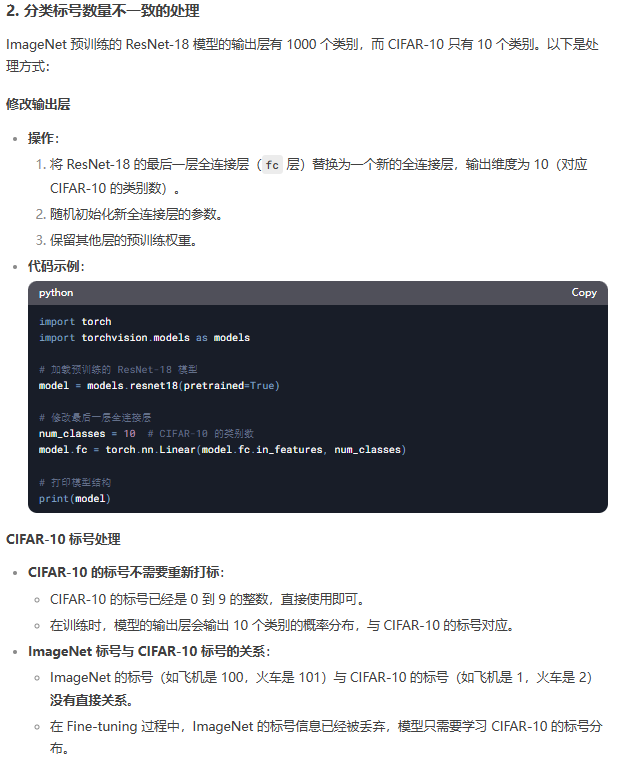 2. 分类标号数量不一致的处理
ImageNet 预训练的 ResNet-18 模型的输出层有 1000 个类别，而 CIFAR-10 只有 10 个类别。以下是处
理方式：
修改输出层
• 操作：
1. 将 ResNet-18 的最后一层全连接层（fc 层）替换为一个新的全连接层，输出维度为 10（对应
CIFAR-10 的类别数）。
2. 随机初始化新全连接层的参数。
3. 保留其他层的预训练权重。
• 代码示例：
python Copy
import torch
import torchvision.models as models
# 加载预训练的 ResNet-18 模型
model = models.resnet18(pretrained=True)
# 修改最后一层全连接层
num_classes = 10  # CIFAR-10 的类别数
model.fc = torch.nn.Linear(model.fc.in_features, num_classes)
# 打印模型结构
print(model)
CIFAR-10 标号处理
• CIFAR-10 的标号不需要重新打标：
◦ CIFAR-10 的标号已经是 0 到 9 的整数，直接使用即可。
◦ 在训练时，模型的输出层会输出 10 个类别的概率分布，与 CIFAR-10 的标号对应。
• ImageNet 标号与 CIFAR-10 标号的关系：
◦ ImageNet 的标号（如飞机是 100，火车是 101）与 CIFAR-10 的标号（如飞机是 1，火车是 2）
没有直接关系。
◦ 在 Fine-tuning 过程中，ImageNet 的标号信息已经被丢弃，模型只需要学习 CIFAR-10 的标号分
布。